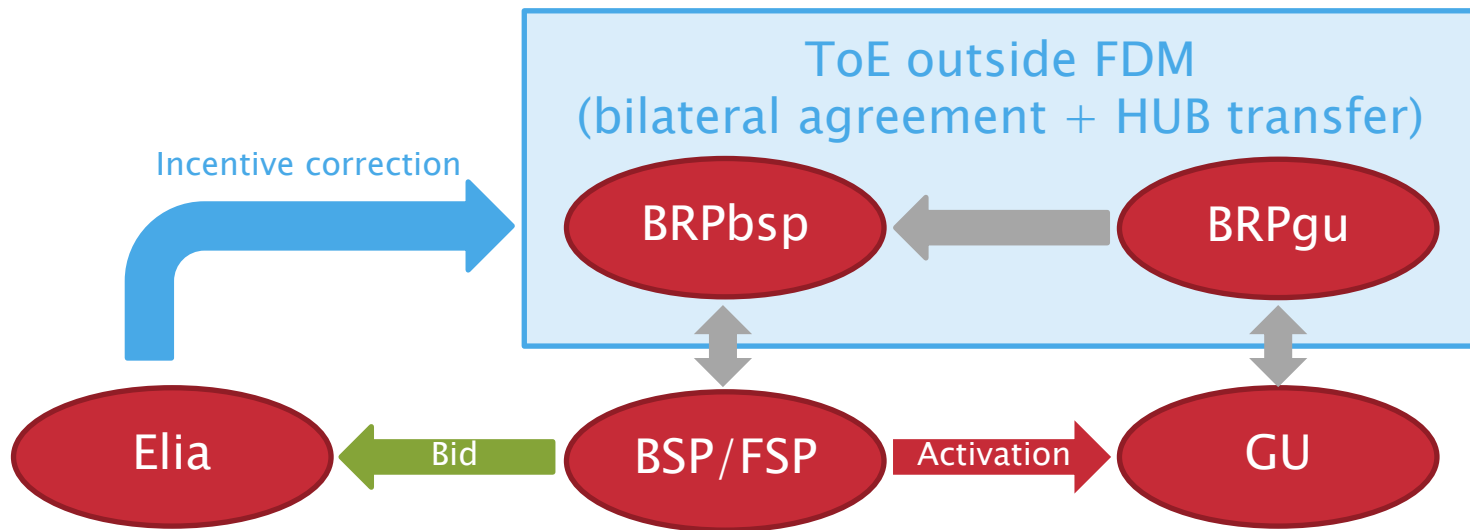 ToE outside FDM
(bilateral agreement + HUB transfer)
Incentive correction
BRPbsp
BRPgu
Elia
Bid
BSP/FSP
Activation
GU